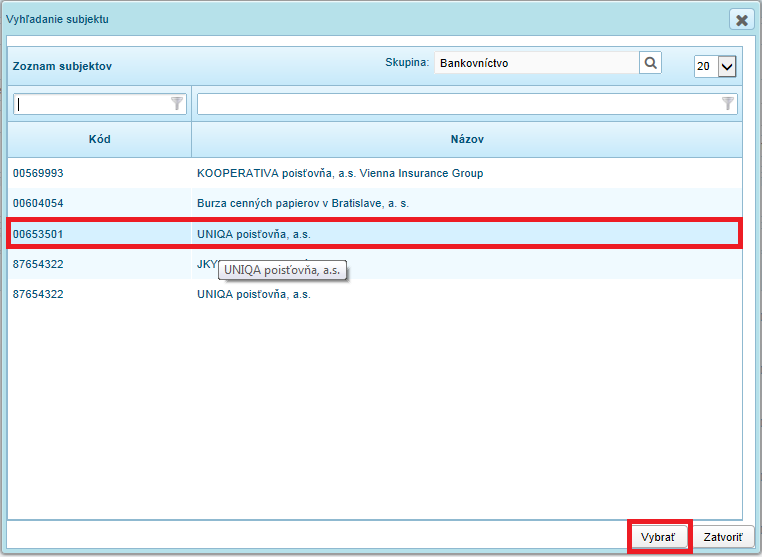 Vyhľadanie subjektu
Zoznam subjektov Skupina: Bankovníctvo 20
Kód Názov
00569993 KOOPERATIVA poisťovňa, a.s. Vienna Insurance Group
00604054 Burza cenných papierov v Bratislave, a. s.
00653501 UNIQA poisťovňa, a.s.
87654322 JKY
UNIQA poisťovňa, a.s.
87654322 UNIQA poisťovňa, a.s.
Vybrať Zatvoriť